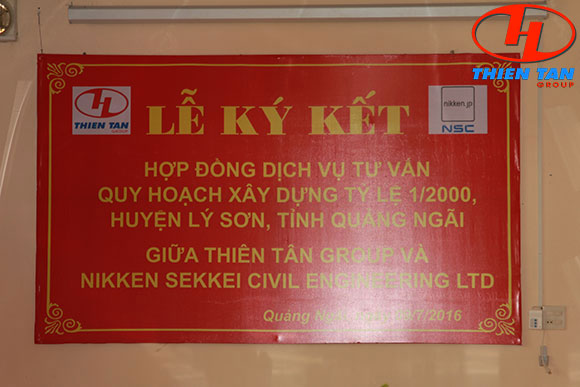 THIEN TAN
GROUP
THIEN TAN
GROUP
LỄ KÝ KẾT
nikken.jp
NSC
HỢP ĐỒNG DỊCH VỤ TƯ VẤN
QUY HOẠCH XÂY DỰNG TỶ LỆ 1/2000,
HUYỆN LÝ SƠN, TỈNH QUẢNG NGÃI
GIỮA THIÊN TÂN GROUP VÀ
NIKKEN SEKKEI CIVIL ENGINEERING LTD
Quảng /7/2016